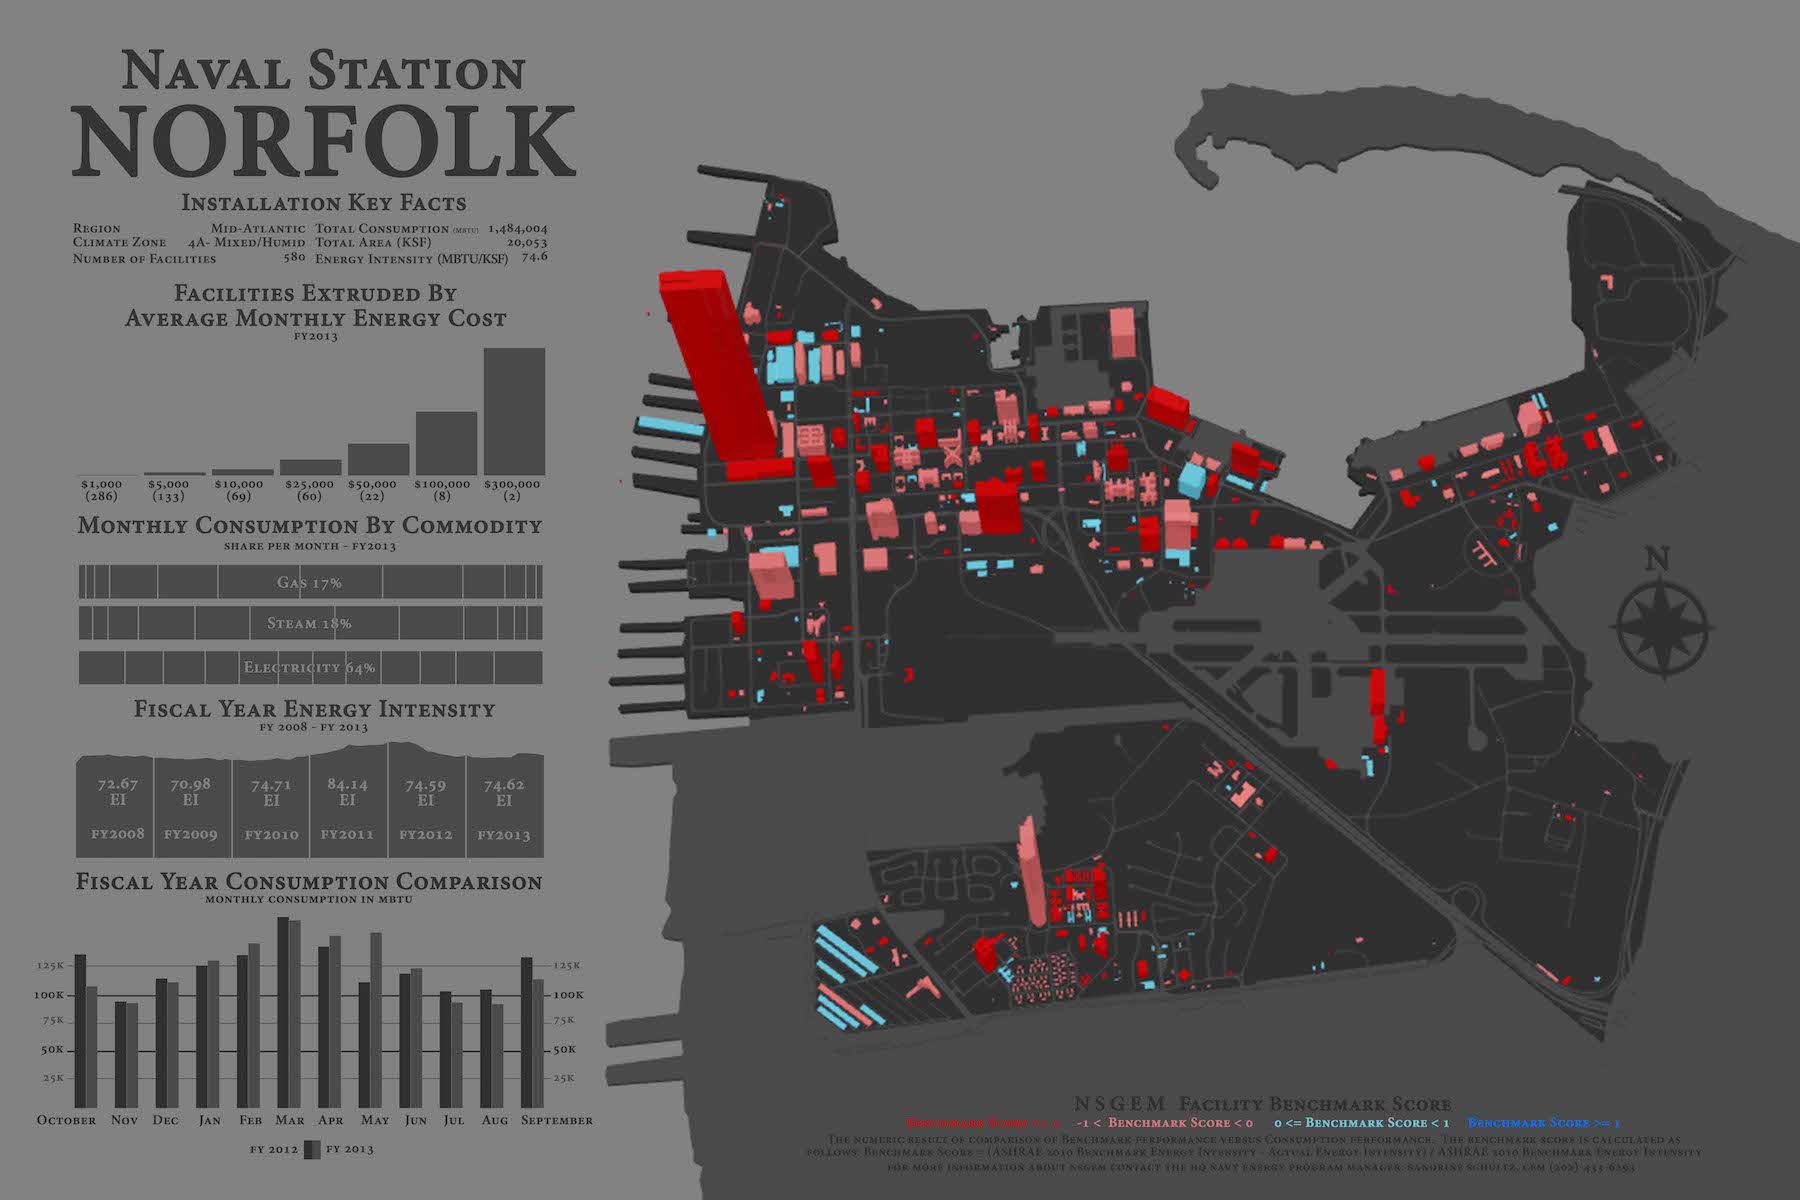 Naval Station
NORFOLK
Installation Key Facts
Region Mid-Atlantic Total Consumption (MBTU) 1,484,004
Climate Zone 4A- Mixed/Humid Total Area (KSF) 20,053
Number of Facilities 580 Energy Intensity (MBTU/KSF) 74.6
Facilities Extruded By
Average Monthly Energy Cost
FY2013
$1,000 $5,000 $10,000 $25,000 $50,000 $100,000 $300,000
(286) (133) (69) (60) (22) (8) (2)
Monthly Consumption By Commodity
share per month - FY2013
Gas 17%
Steam 18%
Electricity 64%
Fiscal Year Energy Intensity
FY 2008 - FY 2013
72.67 70.98 74.71 84.14 74.59 74.62
EI EI EI EI EI EI
FY2008 FY2009 FY2010 FY2011 FY2012 FY2013
Fiscal Year Consumption Comparison
monthly consumption in MBTU
125K 125K
100K 100K
75K 75K
50K 50K
25K 25K
October Nov Dec Jan Feb Mar Apr May Jun Jul Aug September
FY 2012 FY 2013
N
NSGEM Facility Benchmark Score
Benchmark Score -1 < Benchmark Score < 0 0 <= Benchmark Score < 1 Benchmark Score >= 1
The numeric result of comparison of Benchmark performance versus Consumption performance. The benchmark score is calculated as
follows: Benchmark Score = (ASHRAE 2010 Benchmark Energy Intensity - Actual Energy Intensity) / ASHRAE 2010 Benchmark Energy Intensity
for more information about NSGEM contact the HQ Navy Energy Program Manager, Sandrine Schultz,